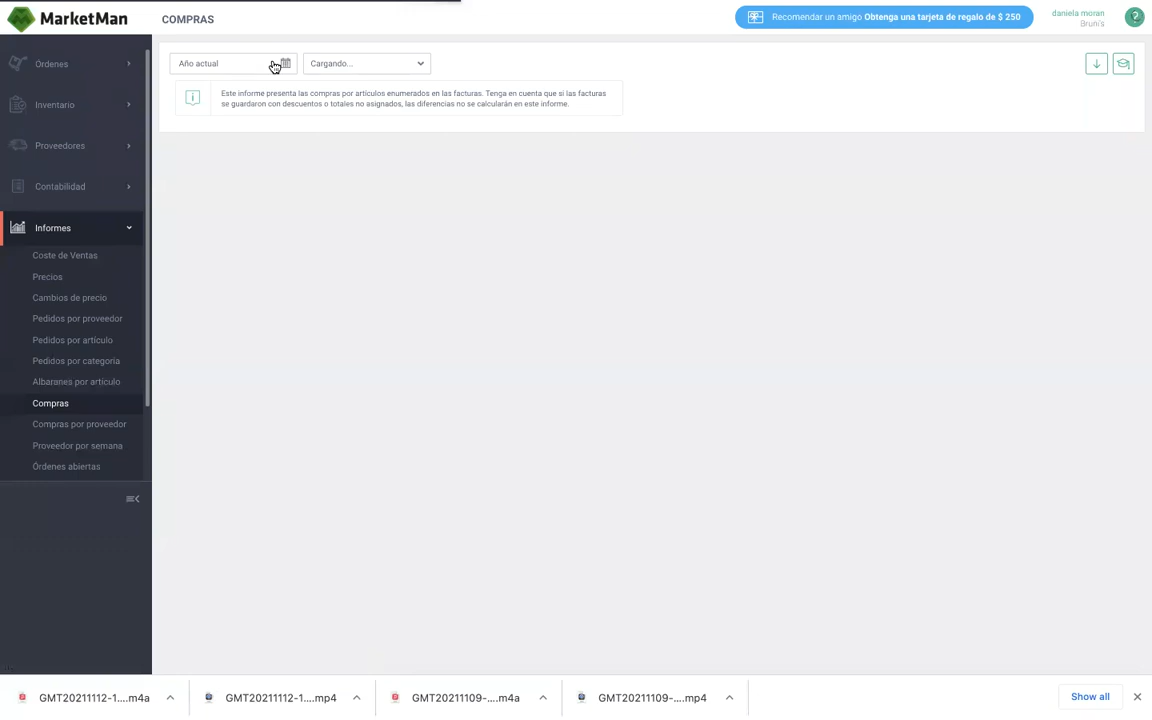 MarketMan
COMPRAS
Recomendar un amigo Obtenga una tarjeta de regalo de $ 250
daniela moran
Bruni's
Órdenes
Inventario
Proveedores
Contabilidad
Informes
Coste de Ventas
Precios
Cambios de precio
Pedidos por proveedor
Pedidos por artículo
Pedidos por categoria
Albaranes por artículo
Compras
Compras por proveedor
Proveedor por semana
Órdenes abiertas
Año actual
Cargando...
Este informe presenta las compras por artículos enumerados en las facturas. Tenga en cuenta que si las facturas
se guardaron con descuentos o totales no asignados, las diferencias no se calcularán en este informe.
GMT20211112-1....m4a
GMT20211112-1....mp4
GMT20211109-....m4a
GMT20211109-....mp4
Show all